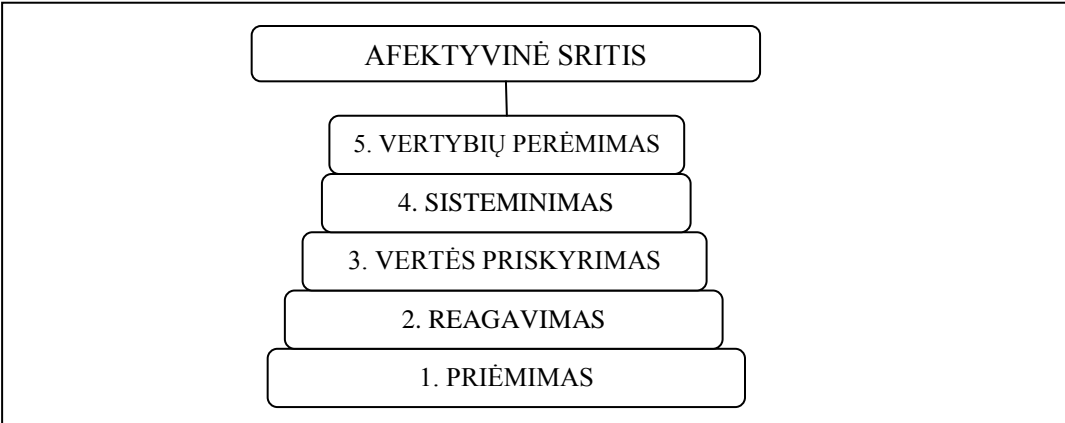 AFEKTYVINĖ SRITIS
5. VERTYBIŲ PERĖMIMAS
4. SISTEMINIMAS
3. VERTĖS PRISKYRIMAS
2. REAGAVIMAS
1. PRIĖMIMAS